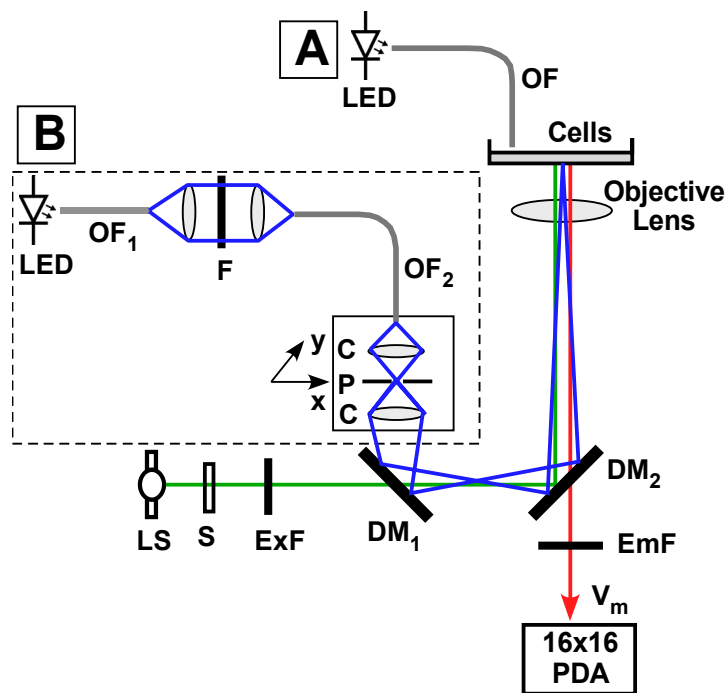 A
LED
OF
Cells
Objective
Lens
B
LED
OF₁
F
OF₂
y
x
C
P
C
LS
S
ExF
DM₁
DM₂
EmF
Vₘ
16x16
PDA